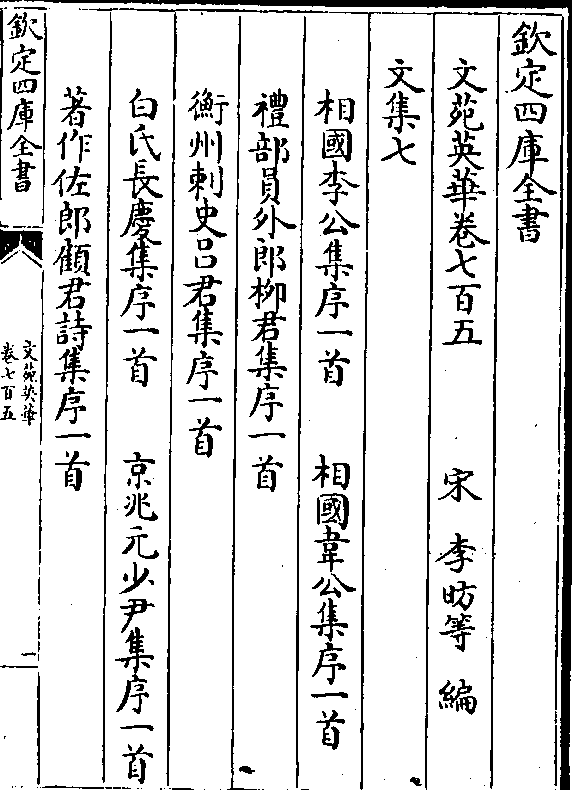 欽定四庫全書
文苑英華卷七百五 宋 李昉等 編
文集七
相國李公集序一首 相國韋公集序一首
禮部員外郎柳君集序一首
衡州刺史吕君集序一首
白氏長慶集序一首 京兆元少尹集序一首
著作佐郎顧君詩集序一首
欽定四庫全書
文苑英華
卷七百五
一